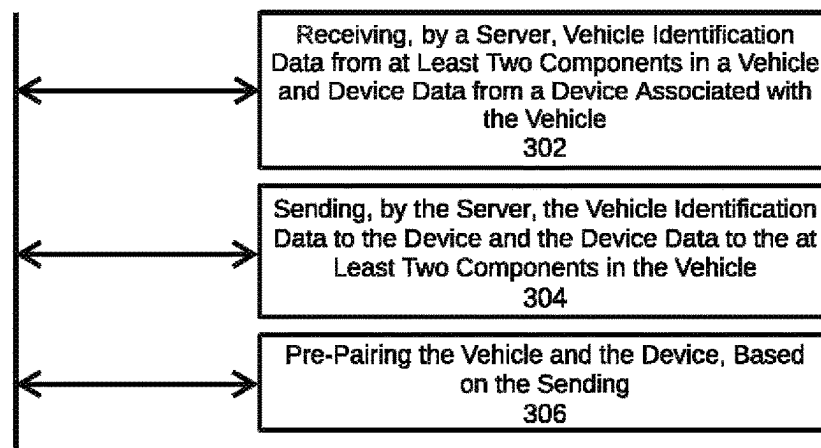 Receiving, by a Server, Vehicle Identification
Data from at Least Two Components in a Vehicle
and Device Data from a Device Associated with
the Vehicle
302
Sending, by the Server, the Vehicle Identification
Data to the Device and the Device Data to the at
Least Two Components in the Vehicle
304
Pre-Pairing the Vehicle and the Device, Based
on the Sending
306